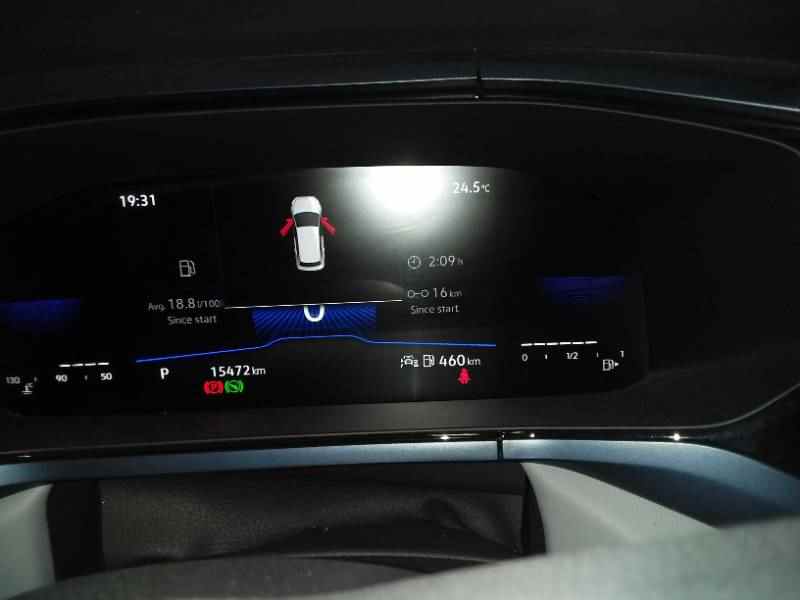 19:31
24.5°C
2:09 h
Avg. 18.8 l/100
16 km
Since start
Since start
0
130 90 50
0 1/2 1
P
15472 km
460 km
P